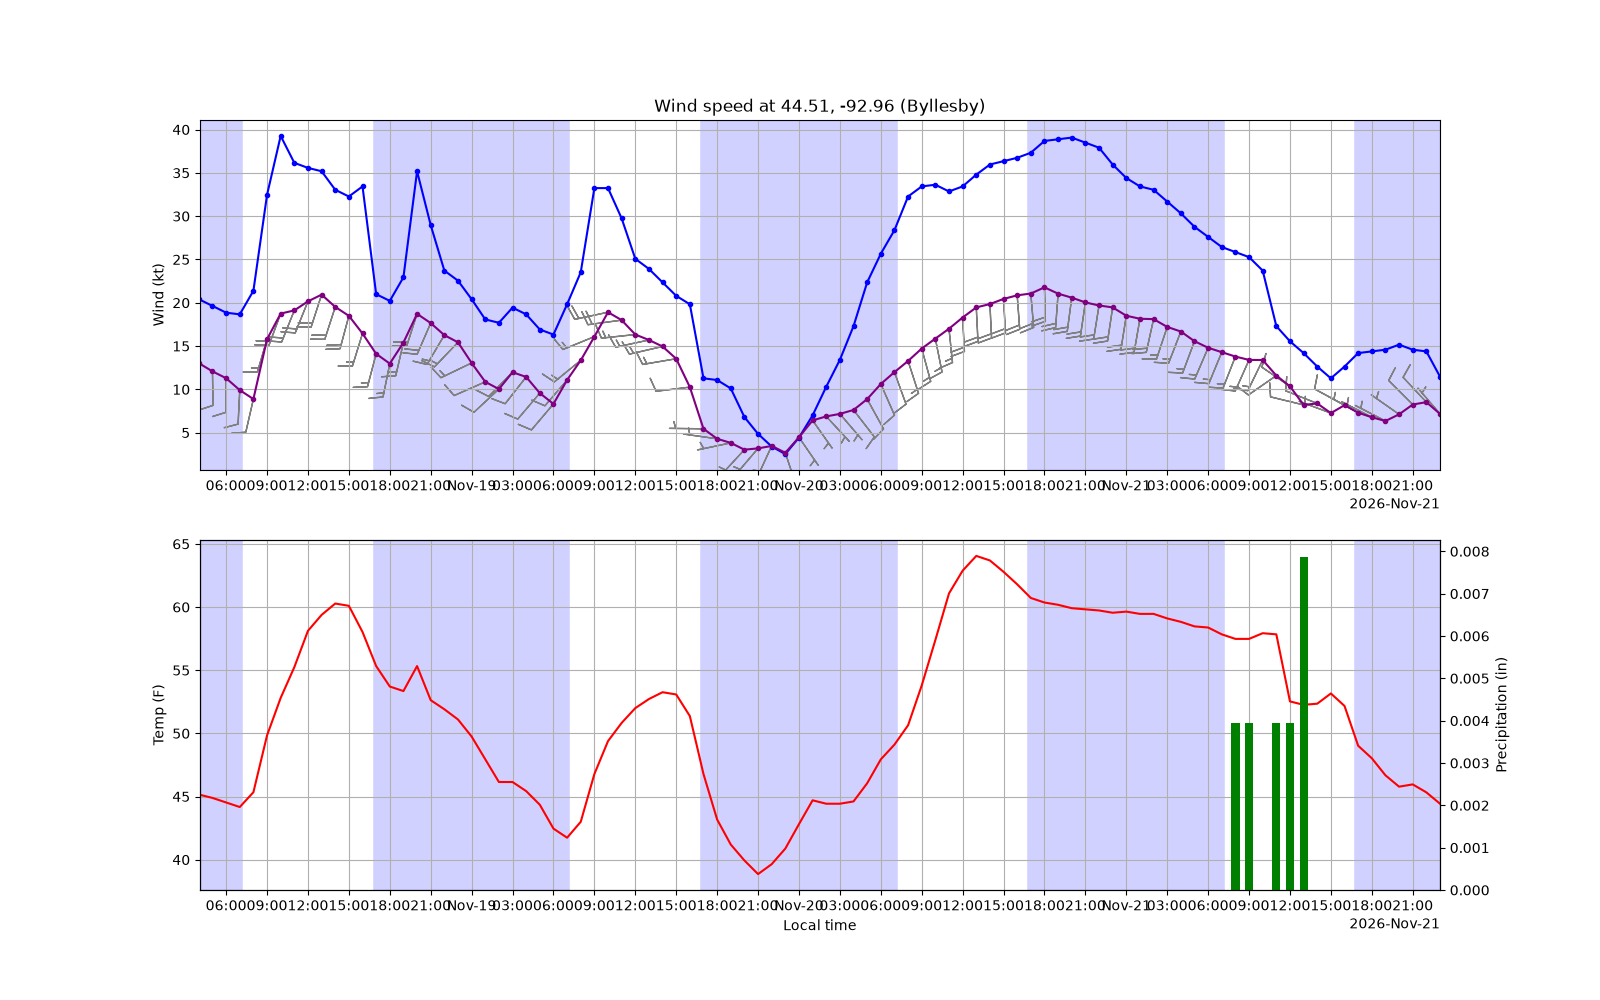 Wind speed at 44.51, -92.96 (Byllesby)
40
35
30
25
20
15
10
5
Wind (kt)
06:00 09:00 12:00 15:00 18:00 21:00 Nov-19 03:00 06:00 09:00 12:00 15:00 18:00 21:00 Nov-20 03:00 06:00 09:00 12:00 15:00 18:00 21:00 Nov-21 03:00 06:00 09:00 12:00 15:00 18:00 21:00
2026-Nov-21
65
60
55
50
45
40
Temp (F)
0.008
0.007
0.006
0.005
0.004
0.003
0.002
0.001
0.000
Precipitation (in)
06:00 09:00 12:00 15:00 18:00 21:00 Nov-19 03:00 06:00 09:00 12:00 15:00 18:00 21:00 Nov-20 03:00 06:00 09:00 12:00 15:00 18:00 21:00 Nov-21 03:00 06:00 09:00 12:00 15:00 18:00 21:00
Local time
2026-Nov-21